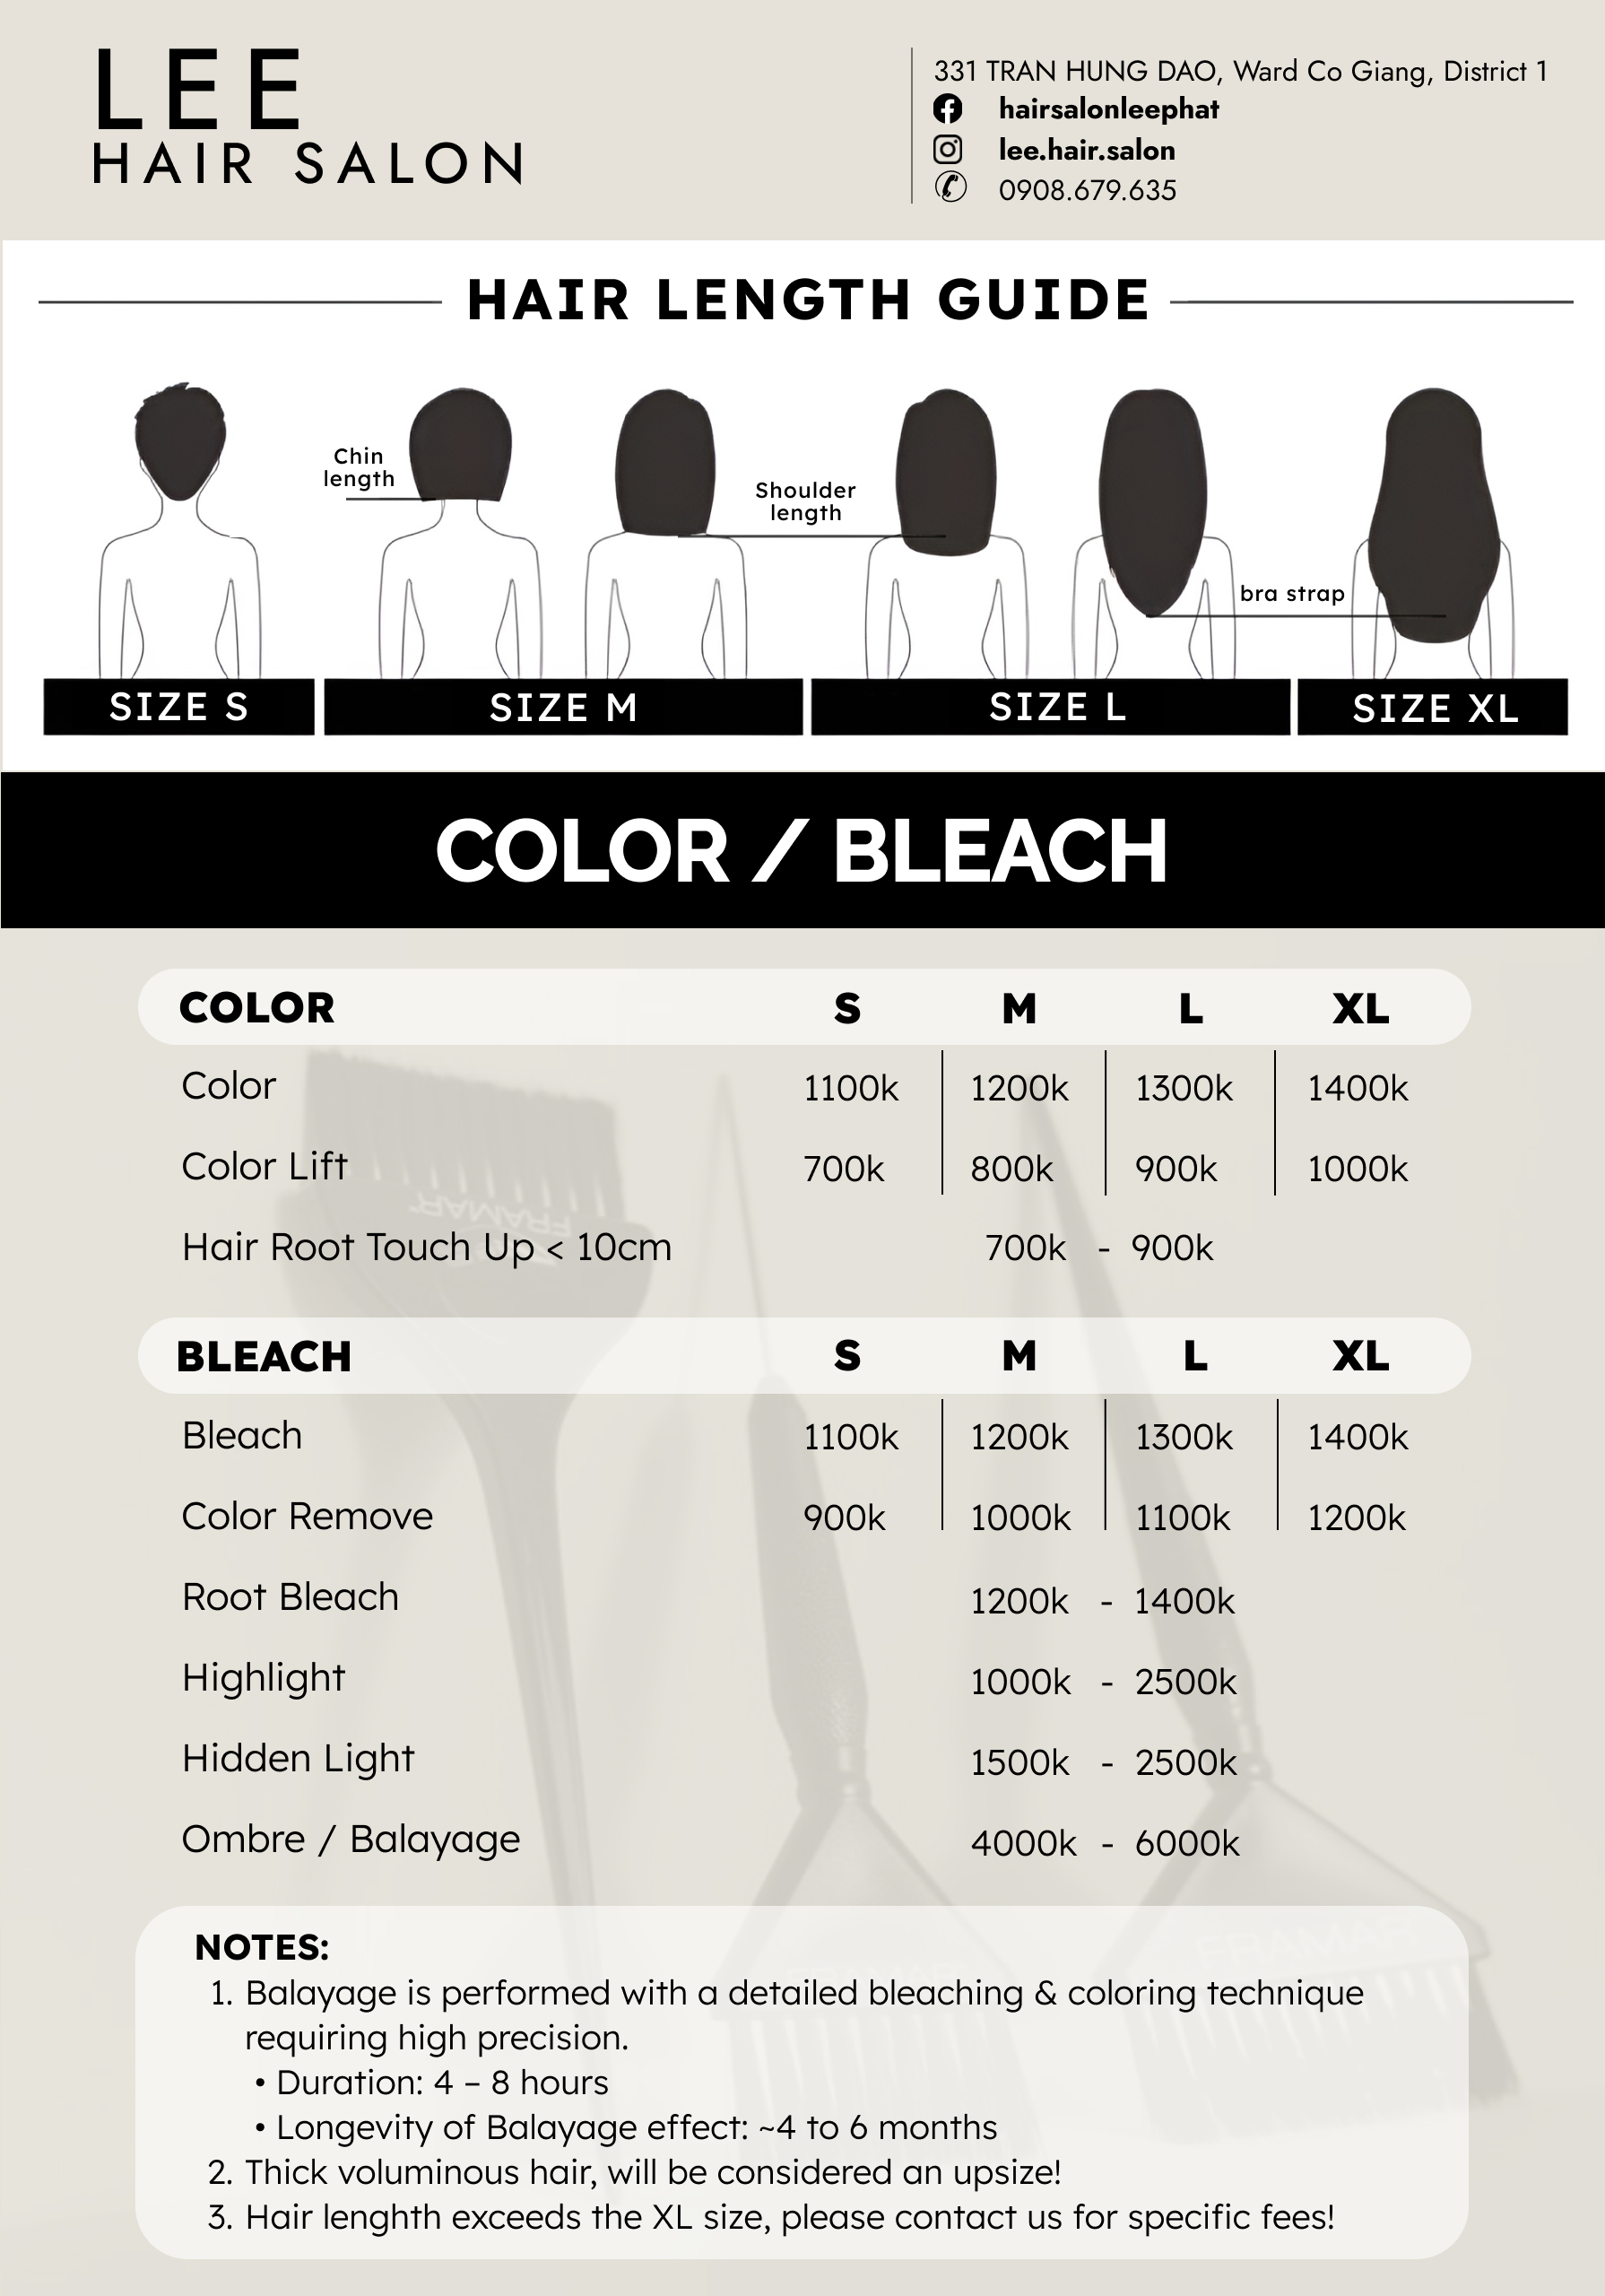 LEE
HAIR SALON
331 TRAN HUNG DAO, Ward Co Giang, District 1
hairsalonleephat
lee.hair.salon
0908.679.635
HAIR LENGTH GUIDE
Chin
length
Shoulder
length
bra strap
SIZE S SIZE M SIZE L SIZE XL
COLOR / BLEACH
COLOR S M L XL
Color 1100k 1200k 1300k 1400k
Color Lift 700k 800k 900k 1000k
Hair Root Touch Up < 10cm 700k - 900k
FRAMAR
BLEACH S M L XL
Bleach 1100k 1200k 1300k 1400k
Color Remove 900k 1000k 1100k 1200k
Root Bleach 1200k - 1400k
Highlight 1000k - 2500k
Hidden Light 1500k - 2500k
Ombre / Balayage 4000k - 6000k
FRAMAR
FRAMAR
NOTES:
1. Balayage is performed with a detailed bleaching & coloring technique
requiring high precision.
• Duration: 4 – 8 hours
• Longevity of Balayage effect: ~4 to 6 months
2. Thick voluminous hair, will be considered an upsize!
3. Hair lenghth exceeds the XL size, please contact us for specific fees!